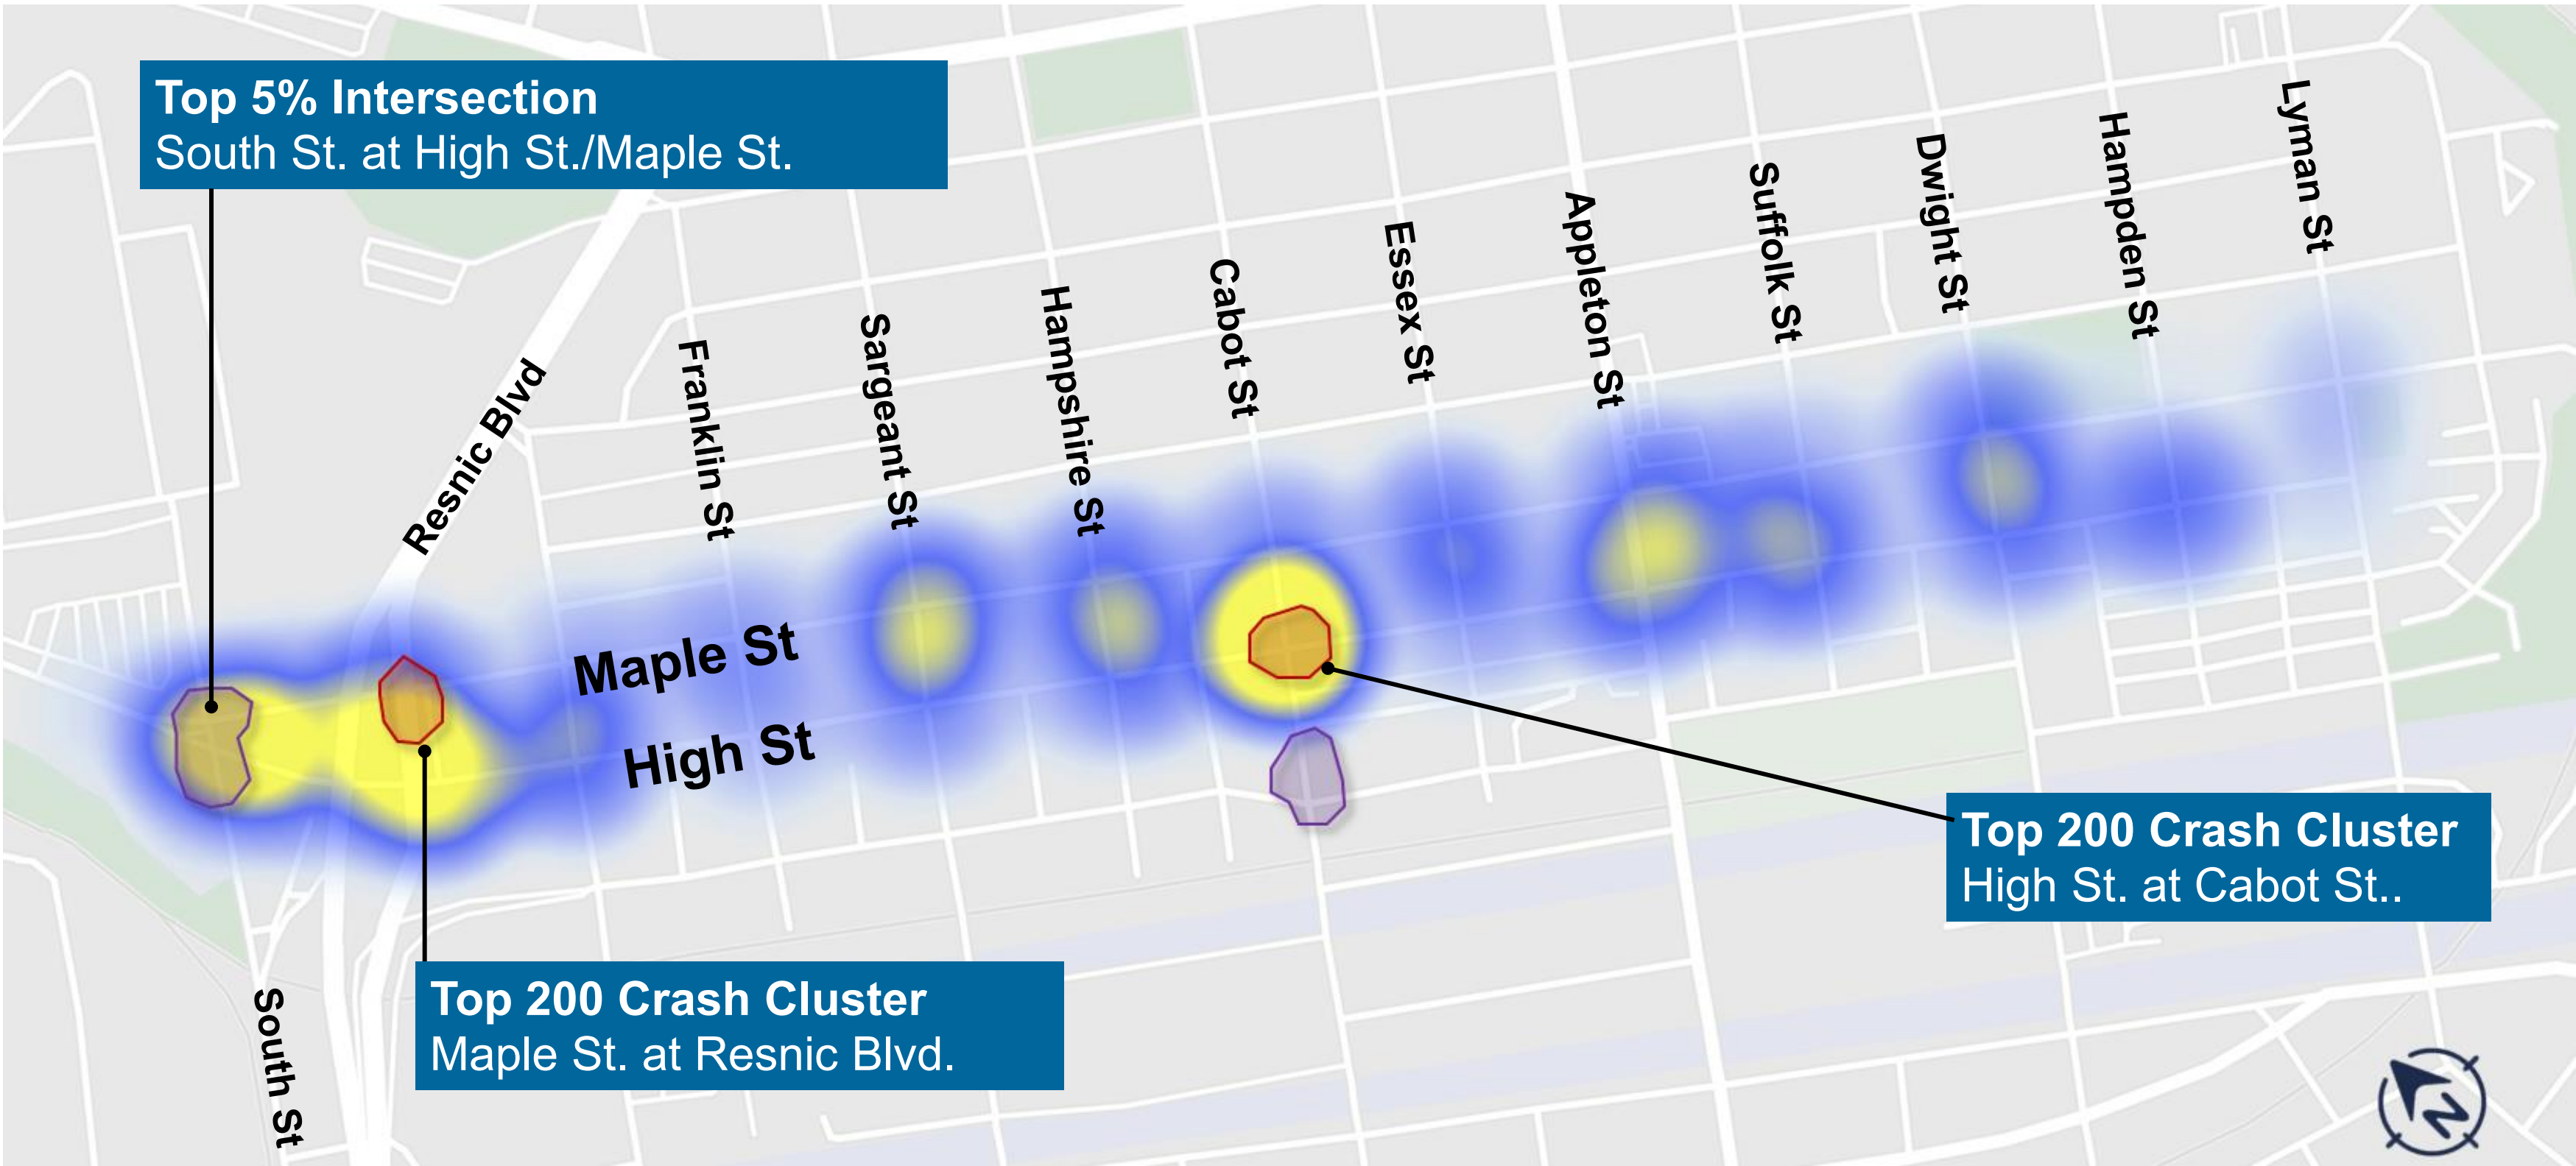 Top 5% Intersection
South St. at High St./Maple St.
Lyman St
Hampden St
Dwight St
Suffolk St
Appleton St
Essex St
Cabot St
Hampshire St
Sargeant St
Franklin St
Resnic Blvd
Maple St
High St
Top 200 Crash Cluster
High St. at Cabot St..
Top 200 Crash Cluster
Maple St. at Resnic Blvd.
South St
N